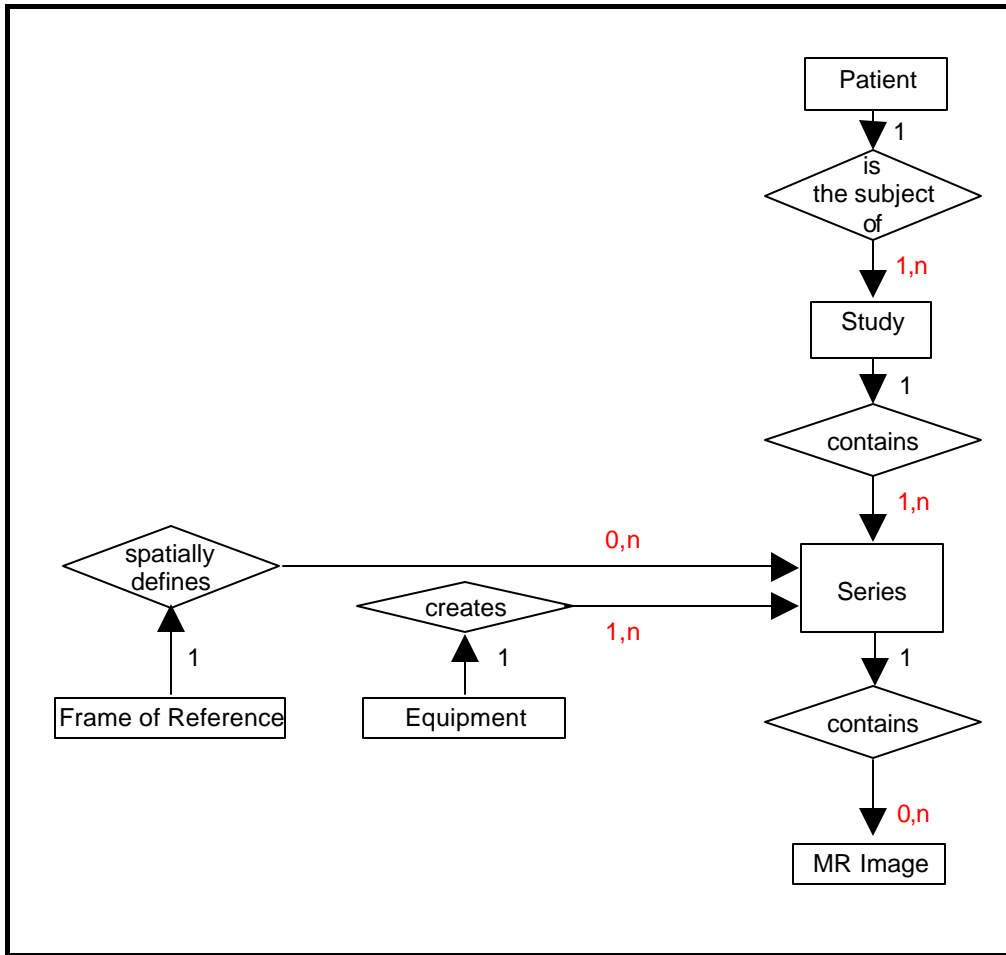 Patient
1
is
the subject
of
1,n
Study
1
contains
1,n
spatially
defines
0,n
creates
1,n
Series
1
1
1
Frame of Reference
Equipment
contains
0,n
MR Image